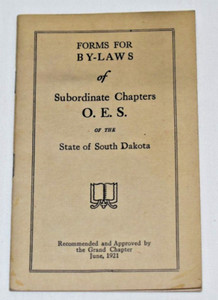 FORMS FOR
BY-LAWS
of
Subordinate Chapters
O. E. S.
OF THE
State of South Dakota
Recommended and Approved by
the Grand Chapter
June, 1921